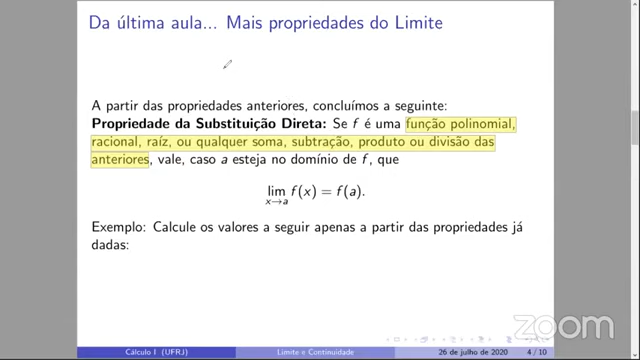 Da última aula... Mais propriedades do Limite
A partir das propriedades anteriores, concluímos a seguinte:
Propriedade da Substituição Direta: Se f é uma função polinomial,
racional, raíz, ou qualquer soma, subtração, produto ou divisão das
anteriores, vale, caso a esteja no domínio de f, que
lim f(x) = f(a).
x→a
Exemplo: Calcule os valores a seguir apenas a partir das propriedades já
dadas:
zoom
Cálculo I (UFRJ) Limite e Continuidade 26 de julho de 2020 4 / 10